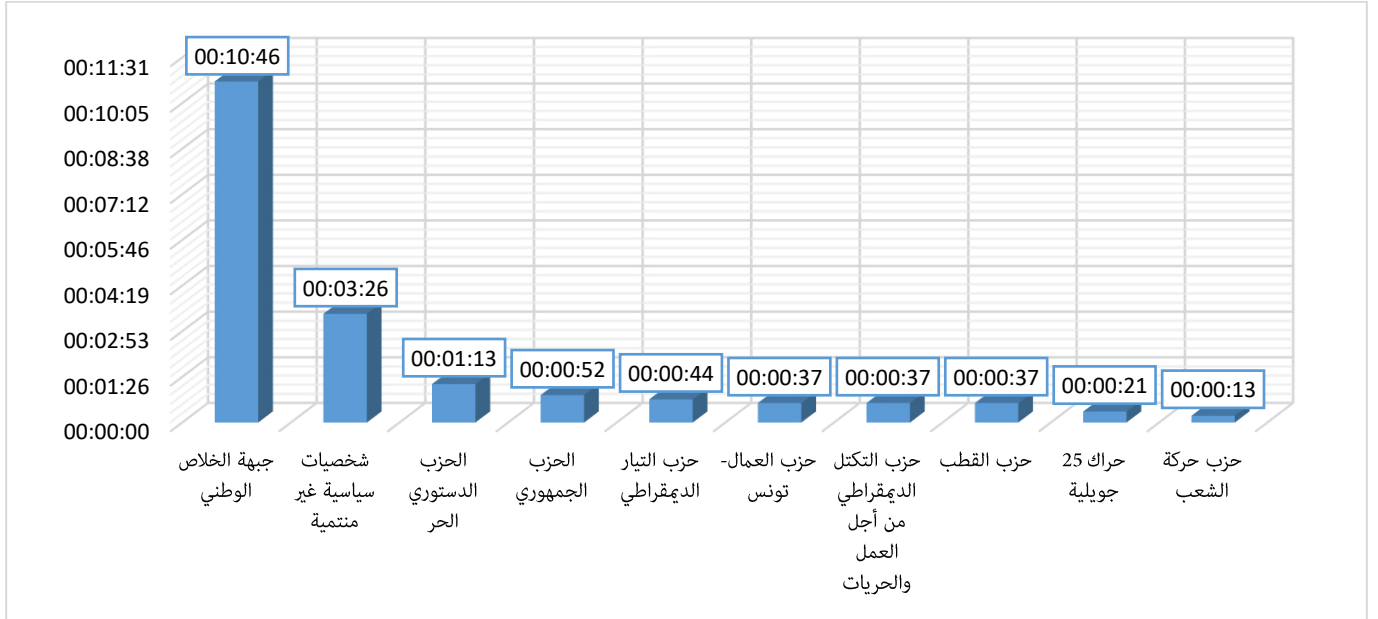 00:11:31
00:10:05
00:08:38
00:07:12
00:05:46
00:04:19
00:02:53
00:01:26
00:00:00
00:10:46
00:03:26
00:01:13
00:00:52
00:00:44
00:00:37
00:00:37
00:00:37
00:00:21
00:00:13
جبهة الخلاص
الوطني
شخصيات
سياسية غير
منتمية
الحزب
الدستوري
الحر
الحزب
الجمهوري
حزب التيار
الديمقراطي
حزب العمال-
تونس
حزب التكتل
الديمقراطي
من أجل
العمل
والحريات
حزب القطب
حراك 25
جويلية
حزب حركة
الشعب